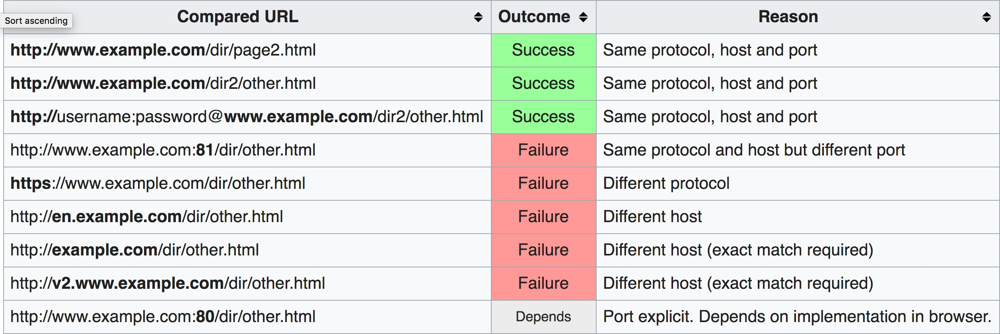 Compared URL Outcome Reason
Sort ascending
http://www.example.com/dir/page2.html Success Same protocol, host and port
http://www.example.com/dir2/other.html Success Same protocol, host and port
http://username:password@www.example.com/dir2/other.html Success Same protocol, host and port
http://www.example.com:81/dir/other.html Failure Same protocol and host but different port
https://www.example.com/dir/other.html Failure Different protocol
http://en.example.com/dir/other.html Failure Different host
http://example.com/dir/other.html Failure Different host (exact match required)
http://v2.www.example.com/dir/other.html Failure Different host (exact match required)
http://www.example.com:80/dir/other.html Depends Port explicit. Depends on implementation in browser.